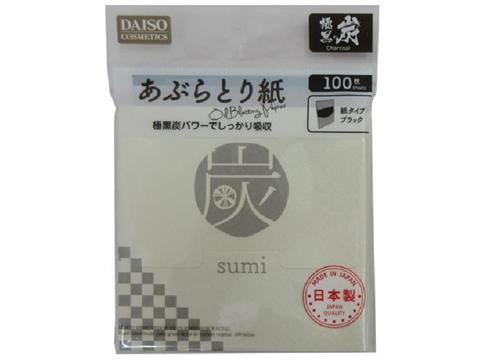 DAISO
COSMETICS
極黒炭
Charcoal
あぶらとり紙
Oil Blotting Paper
100枚
sheets
極黒炭パワーでしっかり吸収
紙タイプ
ブラック
炭
sumi
MADE IN JAPAN
日本製
JAPAN
QUALITY